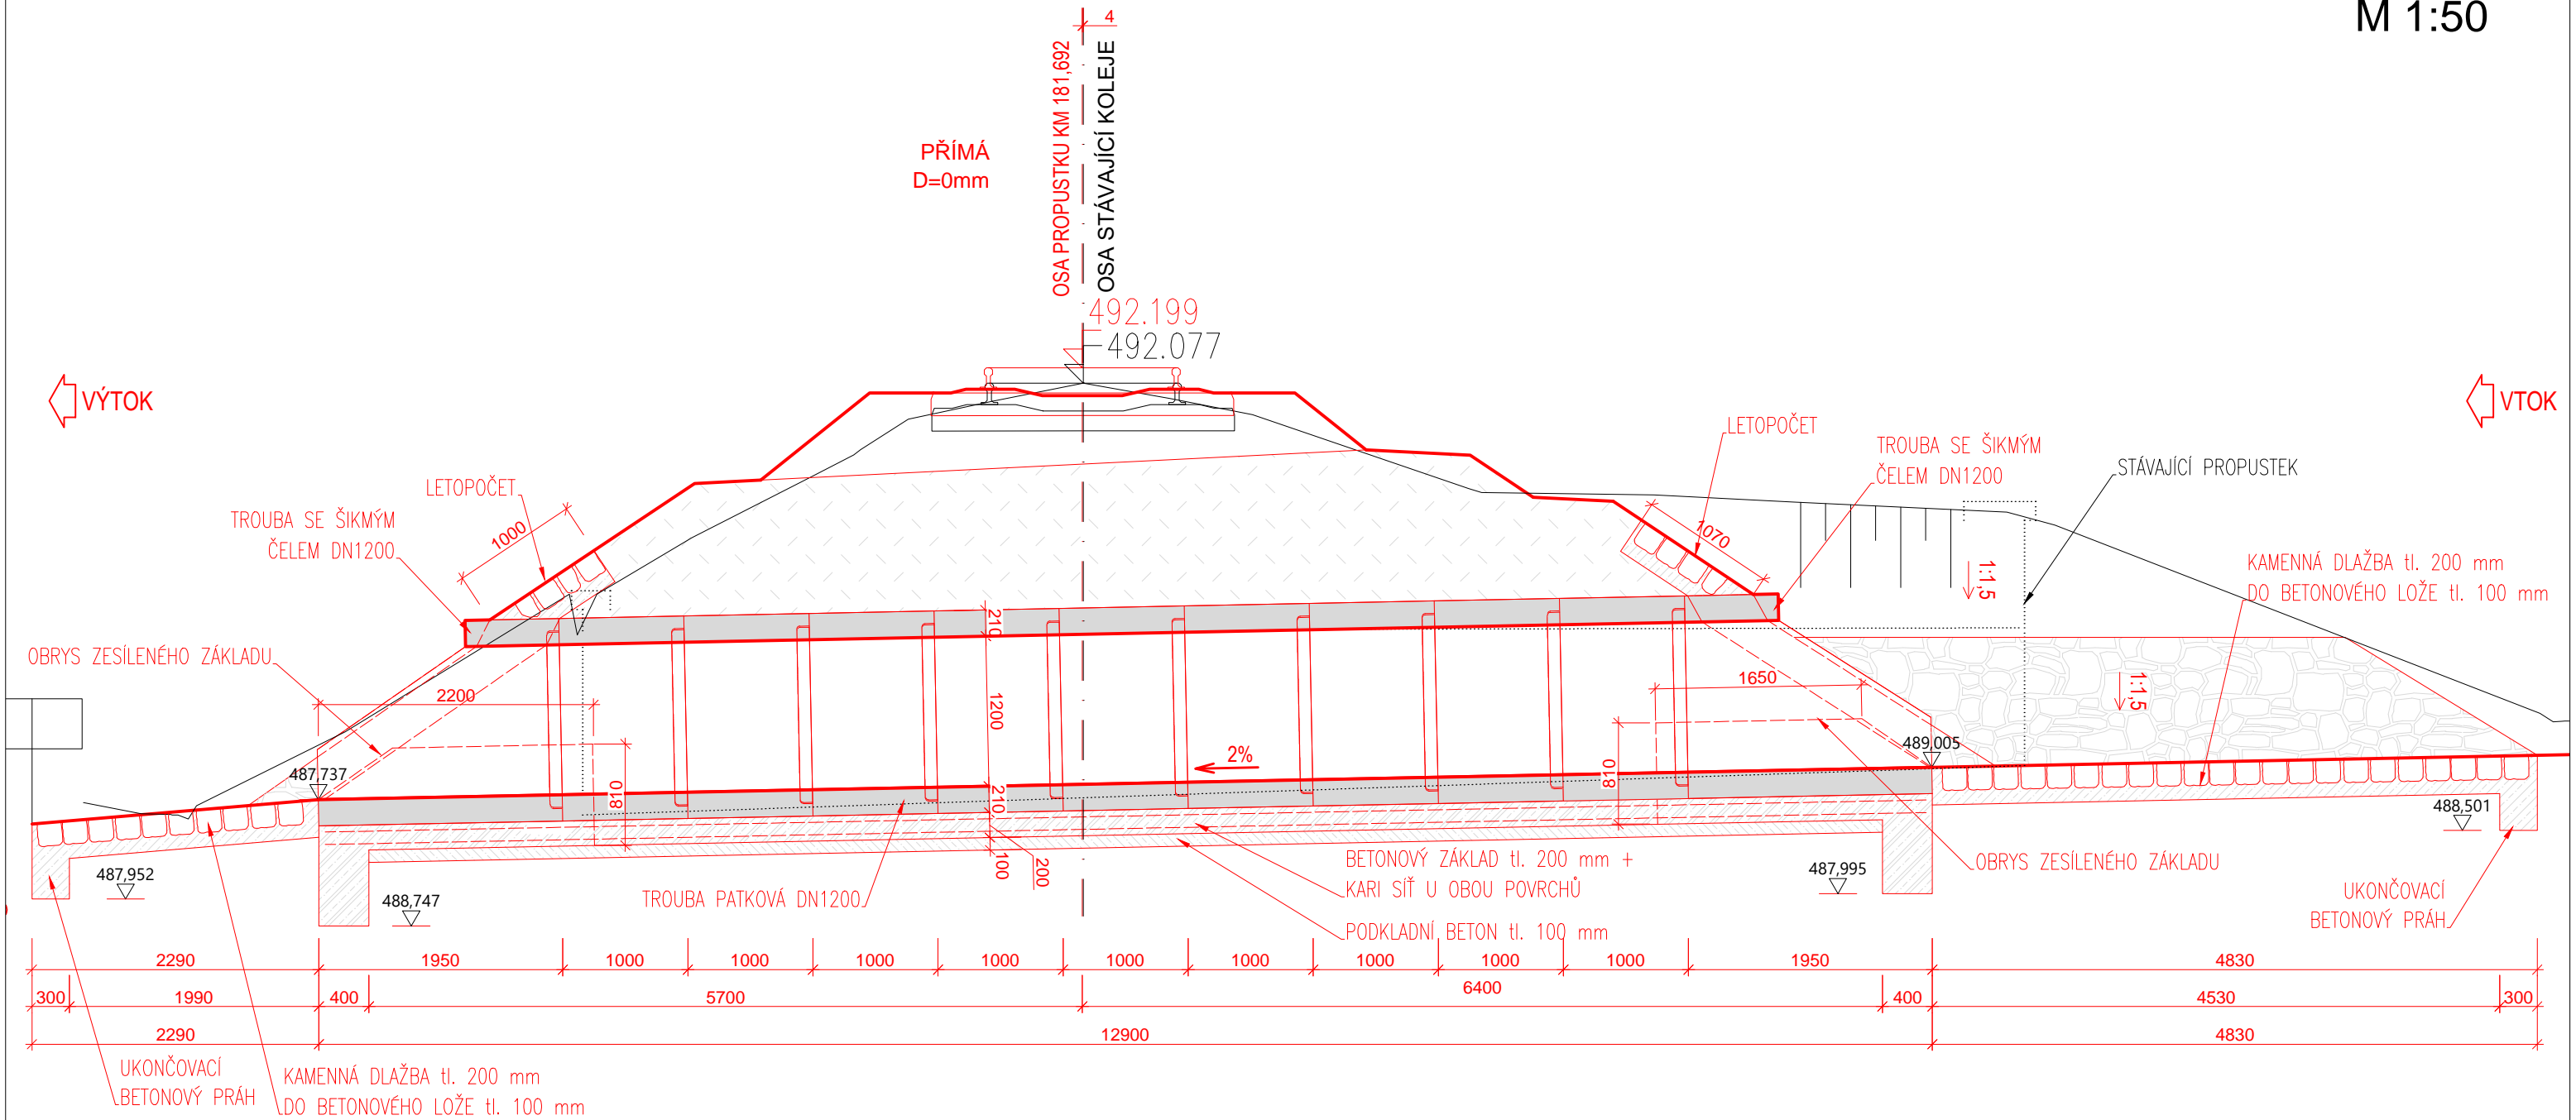 M 1:50
4
OSA PROPUSTKU KM 181,692
OSA STÁVAJÍCÍ KOLEJE
PŘÍMÁ
D=0mm
492.199
492.077
VÝTOK
VTOK
LETOPOČET
TROUBA SE ŠIKMÝM
ČELEM DN1200
1000
LETOPOČET
TROUBA SE ŠIKMÝM
ČELEM DN1200
1070
STÁVAJÍCÍ PROPUSTEK
KAMENNÁ DLAŽBA tl. 200 mm
DO BETONOVÉHO LOŽE tl. 100 mm
1:1,5
1:1,5
OBRYS ZESÍLENÉHO ZÁKLADU
2200
1650
210
1200
210
2%
810
810
487,737
489,005
487,952
488,747
487,995
488,501
100
200
TROUBA PATKOVÁ DN1200
BETONOVÝ ZÁKLAD tl. 200 mm +
KARI SÍŤ U OBOU POVRCHŮ
PODKLADNÍ BETON tl. 100 mm
OBRYS ZESÍLENÉHO ZÁKLADU
UKONČOVACÍ
BETONOVÝ PRÁH
2290 1950 1000 1000 1000 1000 1000 1000 1000 1000 1000 1950 4830
300 1990 400 5700 6400 400 4530 300
2290 12900 4830
UKONČOVACÍ
BETONOVÝ PRÁH
KAMENNÁ DLAŽBA tl. 200 mm
DO BETONOVÉHO LOŽE tl. 100 mm